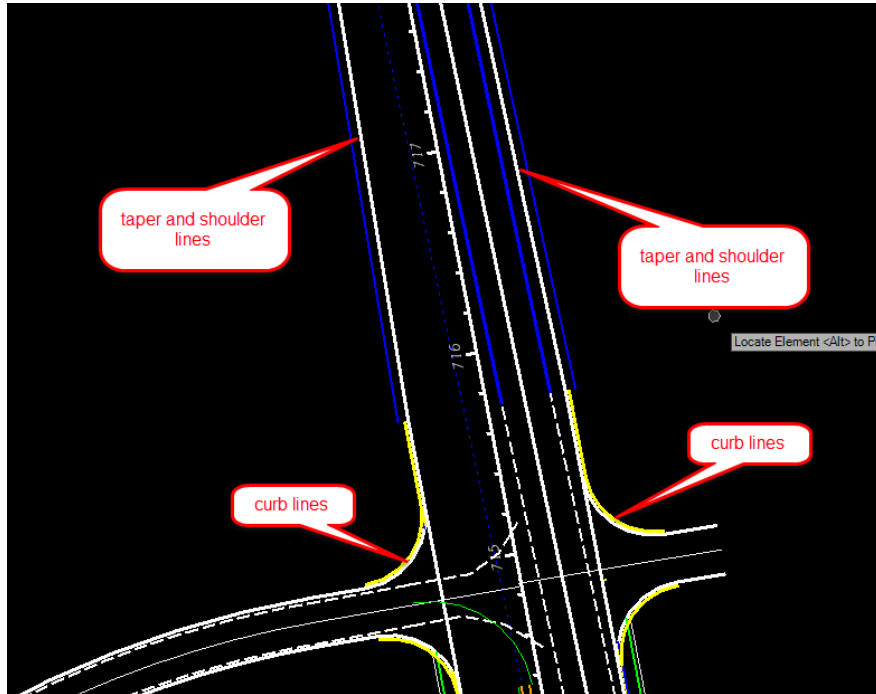 717
taper and shoulder
lines
taper and shoulder
lines
Locate Element <Alt> to P
716
curb lines
curb lines
715